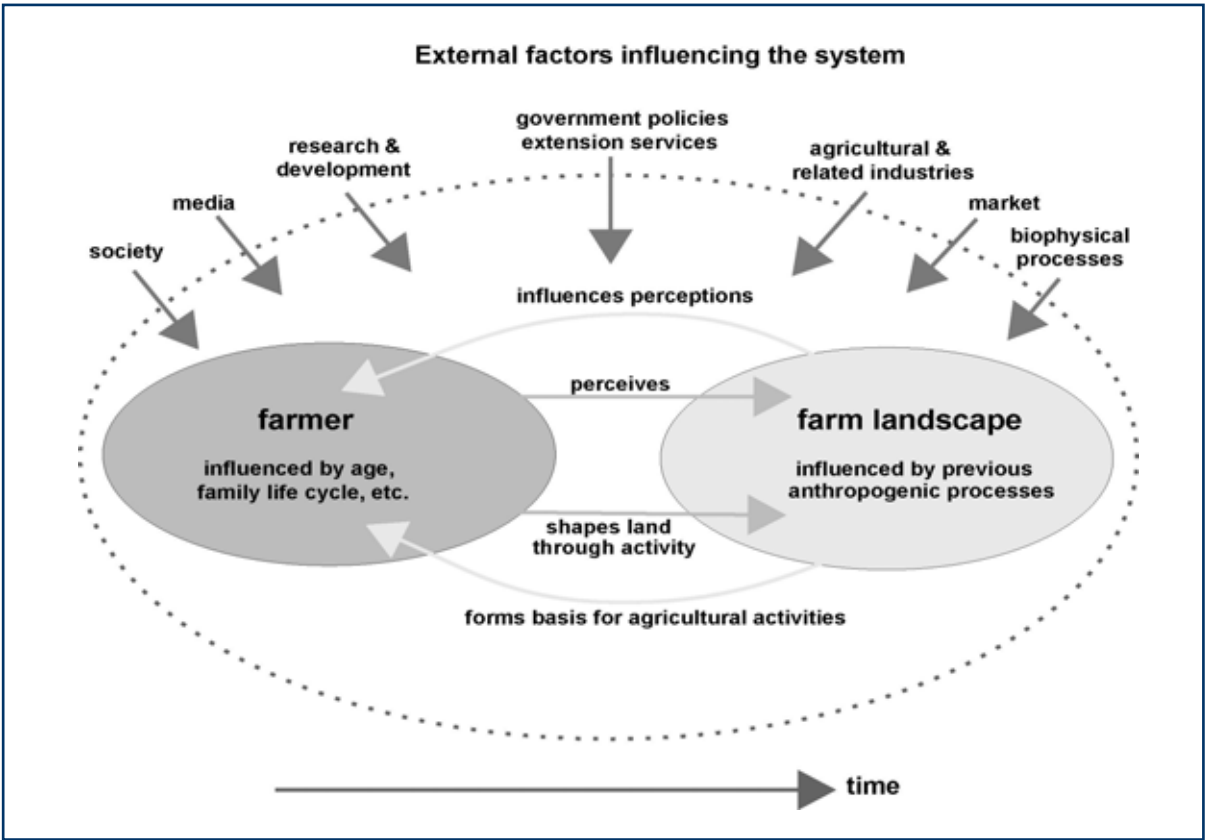 External factors influencing the system
government policies
extension services
research &
development
agricultural &
related industries
media
market
society
biophysical
processes
influences perceptions
perceives
farmer
influenced by age,
family life cycle, etc.
farm landscape
influenced by previous
anthropogenic processes
shapes land
through activity
forms basis for agricultural activities
time